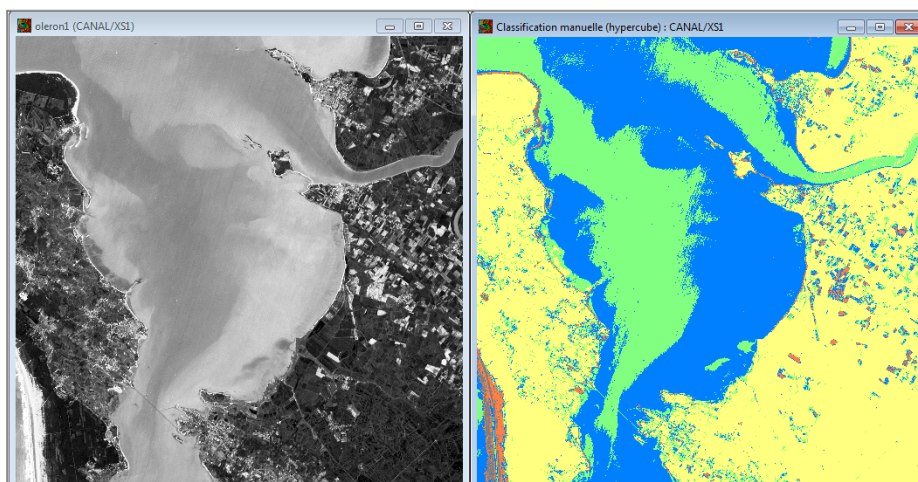 oleron1 (CANAL/XS1)
Classification manuelle (hypercube) : CANAL/XS1